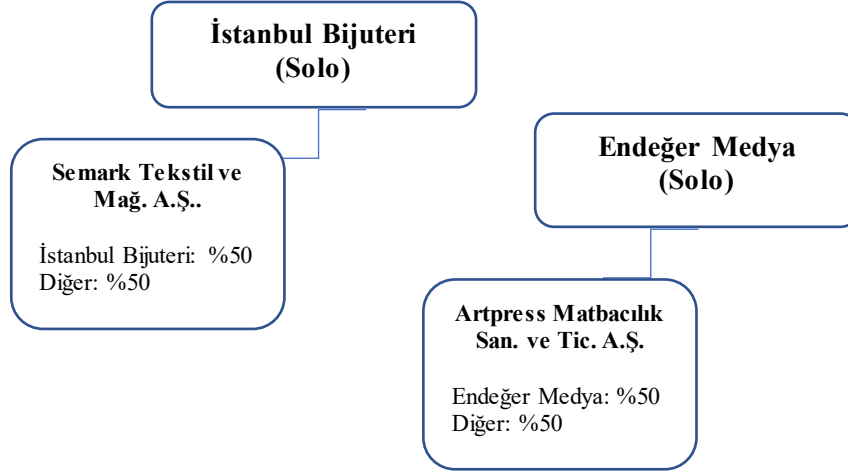 İstanbul Bijuteri
(Solo)
Semark Tekstil ve
Mağ. A.Ş..
İstanbul Bijuteri: %50
Diğer: %50
Endeğer Medya
(Solo)
Artpress Matbacılık
San. ve Tic. A.Ş.
Endeğer Medya: %50
Diğer: %50